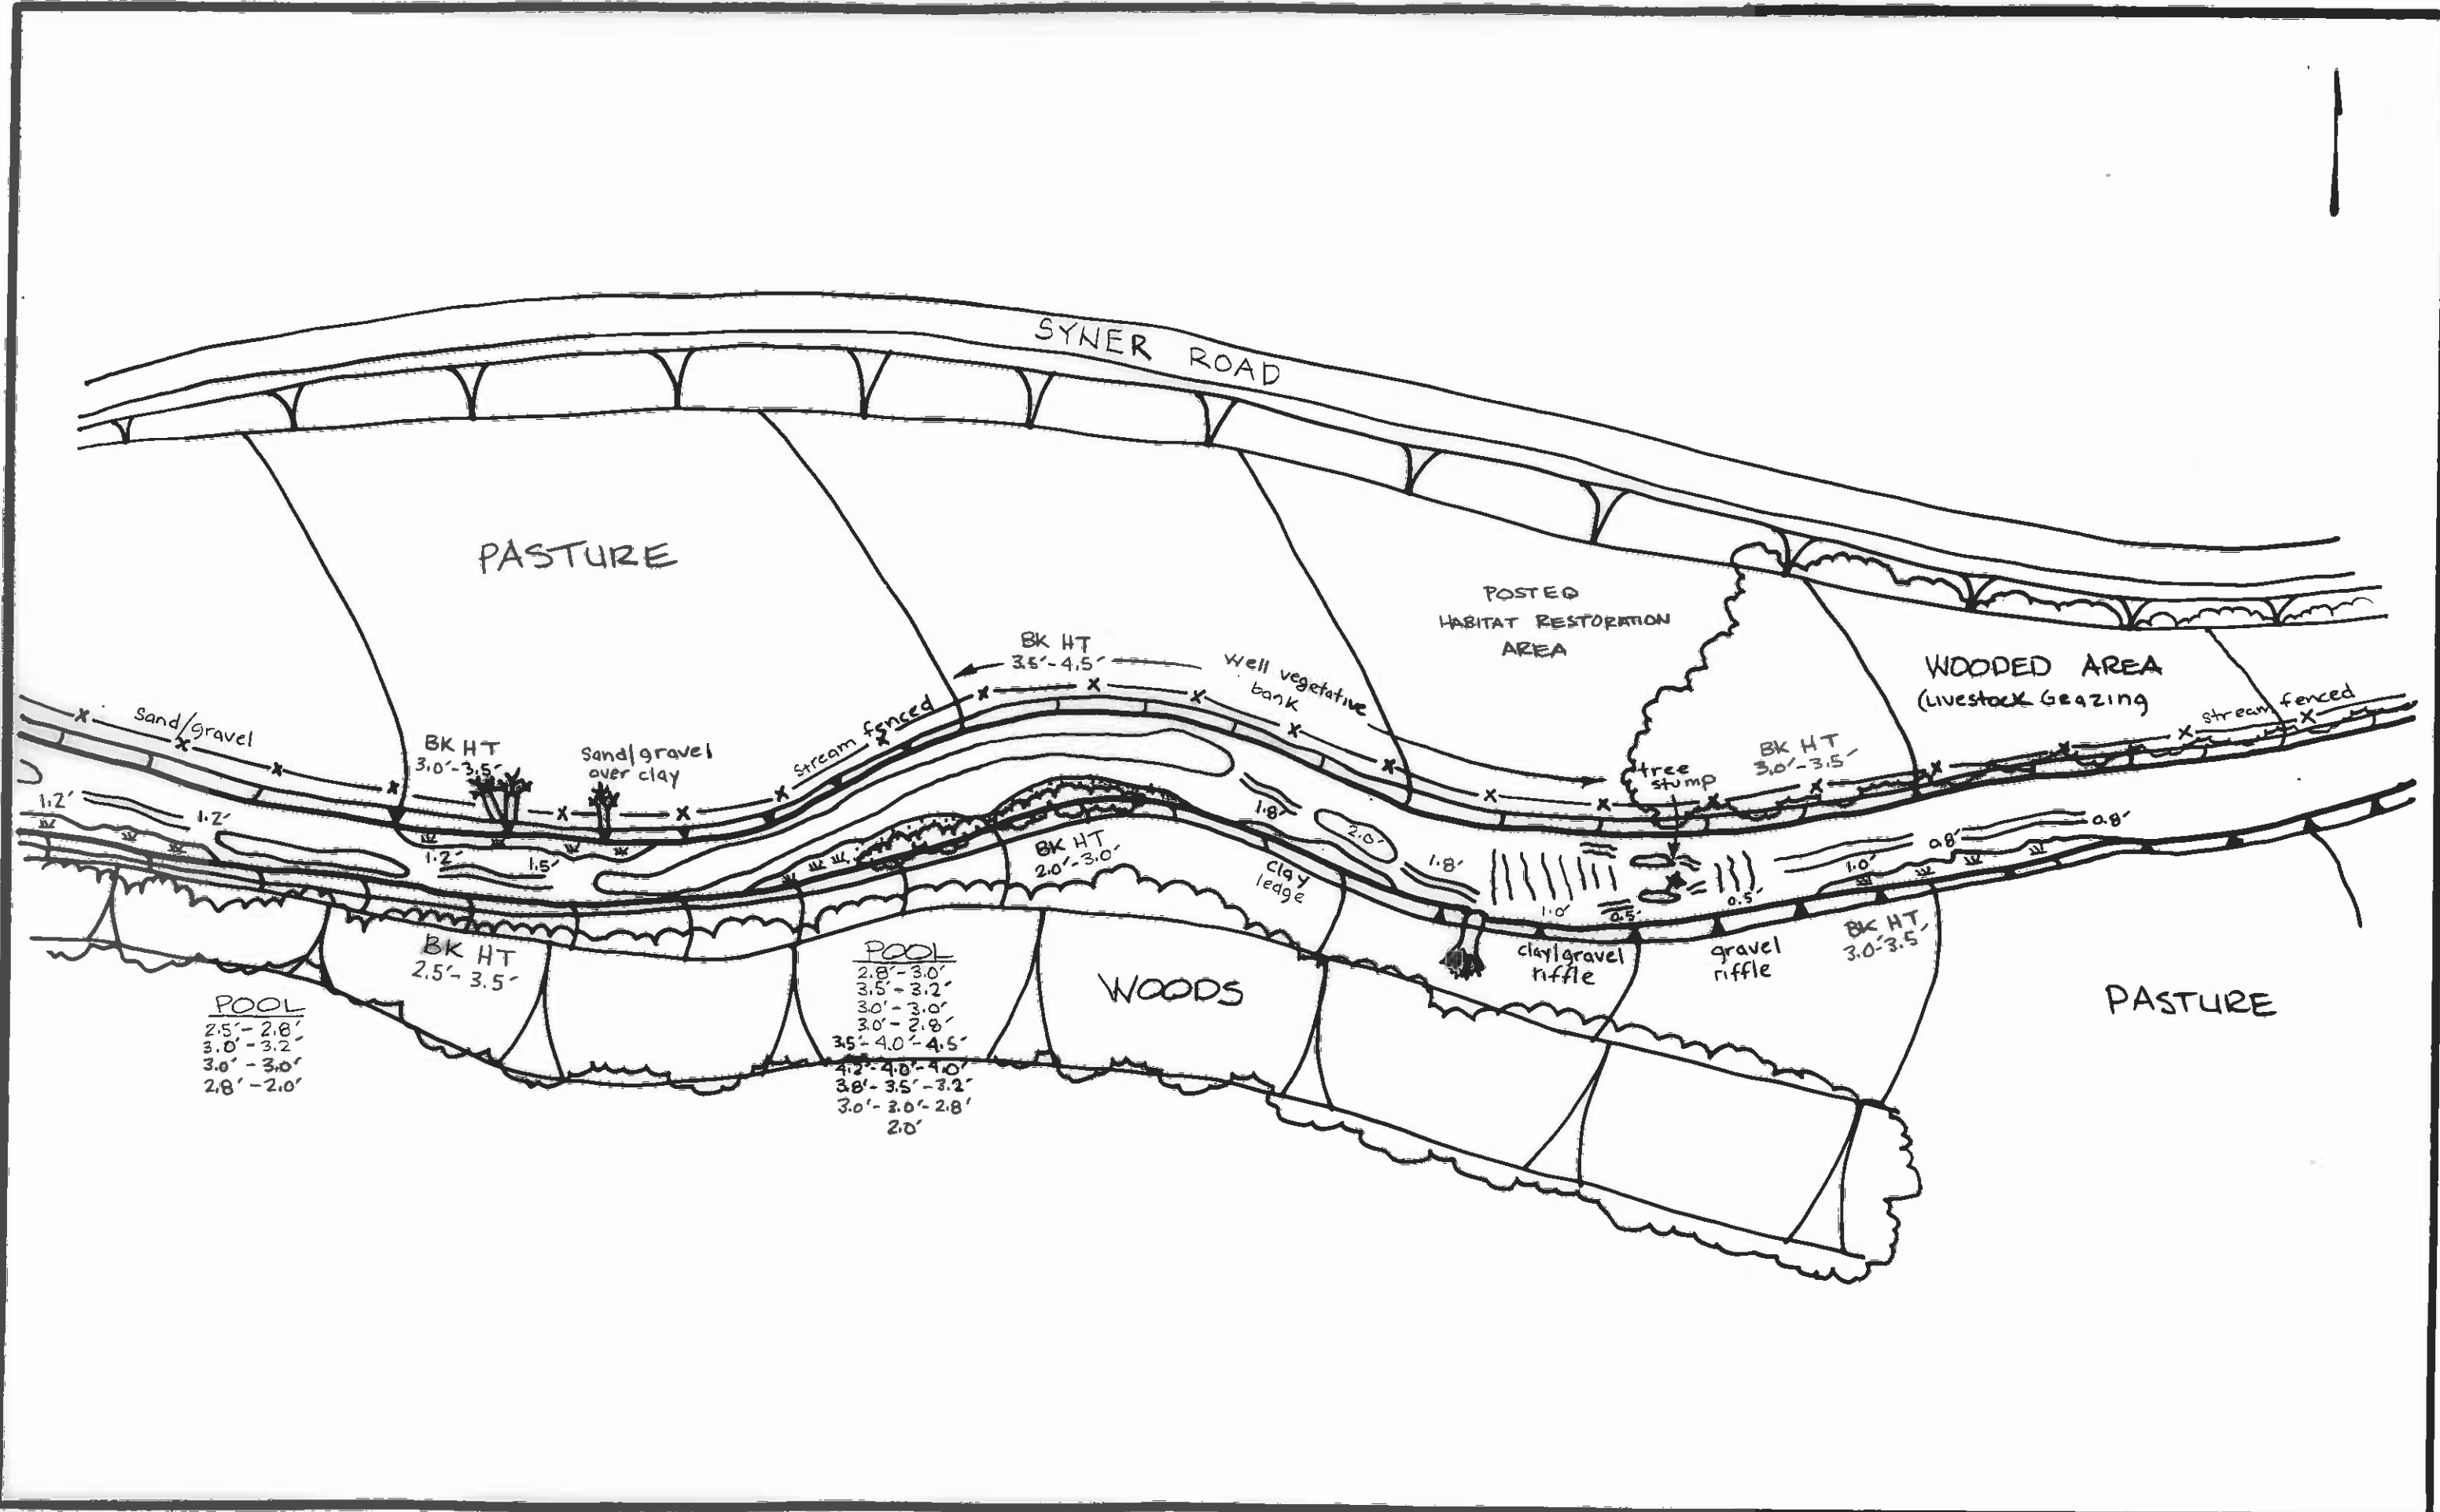 SYNER ROAD
PASTURE
POSTED
HABITAT RESTORATION
AREA
WOODED AREA
(Livestock Grazing
stream fenced
BK HT
3.5'-4.5'
Well vegetative
bank
Sand/gravel
BK HT
3.0'-3.5'
Sand/gravel
over clay
stream fenced
tree
stump
BK HT
3.0'-3.5'
1.2'
1.2'
1.2'
1.5'
1.8'
2.0'
1.8'
1.0'
0.5'
0.5'
1.0'
0.8'
0.8'
BK HT
2.0'-3.0'
Clay
ledge
BK HT
2.5'-3.5'
clay/gravel
riffle
gravel
riffle
BK HT
3.0'-3.5'
POOL
2.5'-2.8'
3.0'-3.2'
3.0'-3.0'
2.8'-2.0'
POOL
2.8'-3.0'
3.5'-3.2'
3.0'-3.0'
3.0'-2.8'
3.5'-4.0'-4.5'
4.2'-4.0'-4.0'
3.8'-3.5'-3.2'
3.0'-3.0'-2.8'
2.0'
WOODS
PASTURE